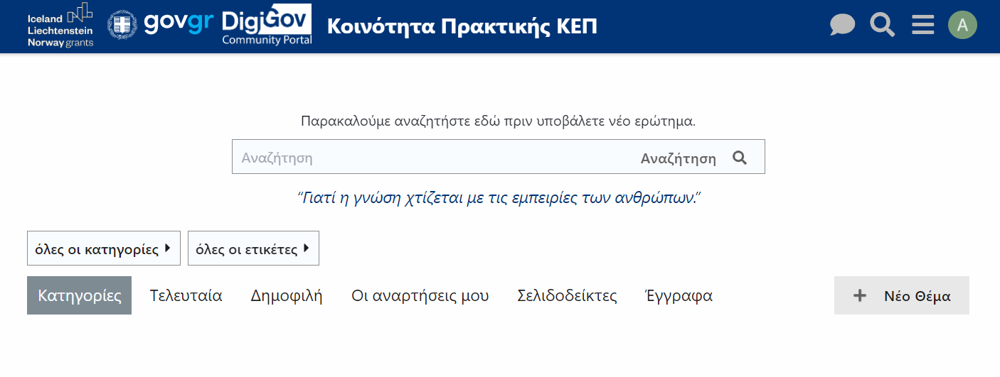 Iceland
Liechtenstein
Norway grants
govgr
DigiGov
Community Portal
Κοινότητα Πρακτικής ΚΕΠ
A
Παρακαλούμε αναζητήστε εδώ πριν υποβάλετε νέο ερώτημα.
Αναζήτηση Αναζήτηση
“Γιατί η γνώση χτίζεται με τις εμπειρίες των ανθρώπων.”
όλες οι κατηγορίες όλες οι ετικέτες
Κατηγορίες Τελευταία Δημοφιλή Οι αναρτήσεις μου Σελιδοδείκτες Έγγραφα + Νέο Θέμα